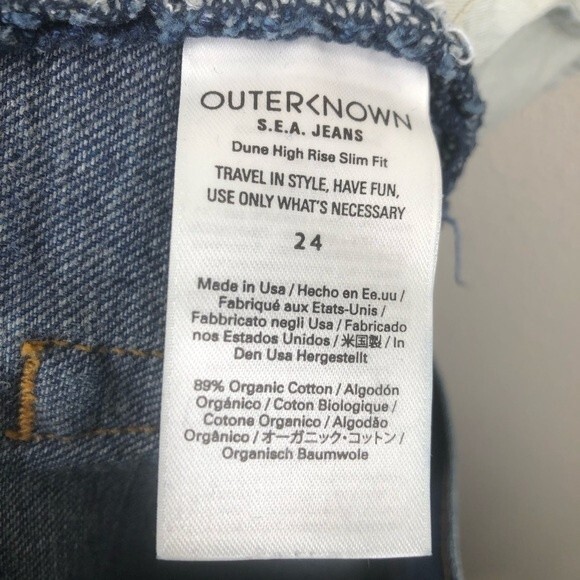 OUTERKNOWN
S.E.A. JEANS
Dune High Rise Slim Fit
TRAVEL IN STYLE, HAVE FUN,
USE ONLY WHAT'S NECESSARY
24
Made in Usa / Hecho en Ee.uu /
Fabriqué aux Etats-Unis /
Fabbricato negli Usa / Fabricado
nos Estados Unidos / 米国製 / In
Den Usa Hergestellt
89% Organic Cotton / Algodón
Orgánico / Coton Biologique /
Cotone Organico / Algodão
Orgânico / オーガニック・コットン /
Organisch Baumwole